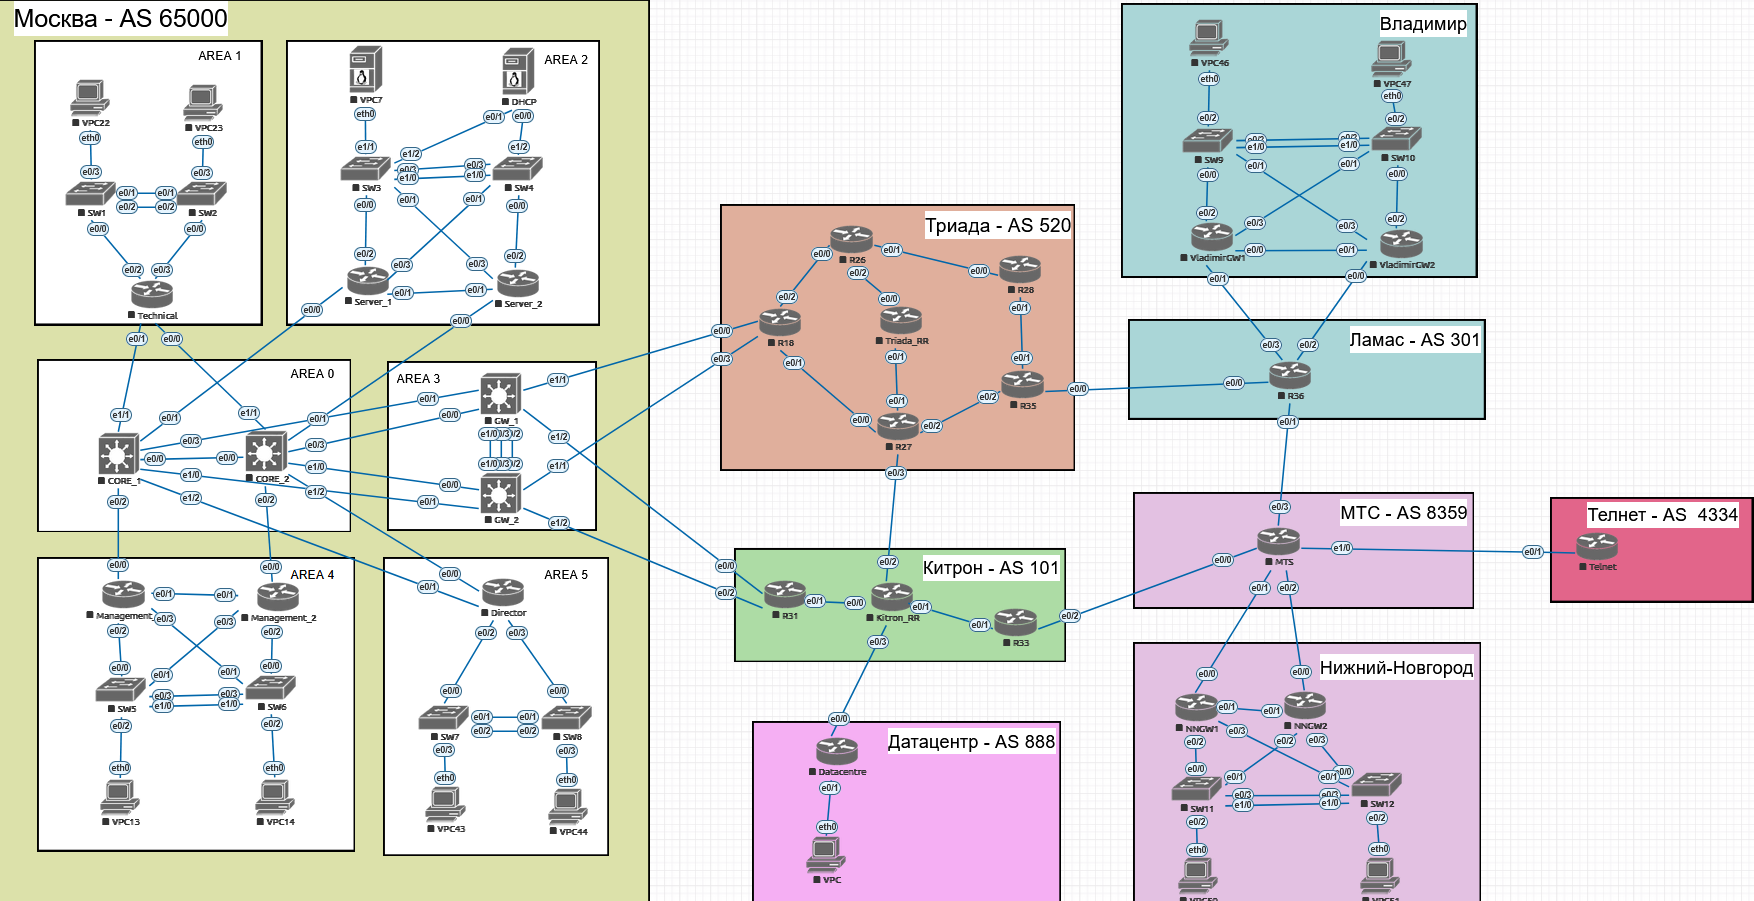 Москва - AS 65000
AREA 1
VPC22
eth0
VPC23
eth0
e0/3
e0/3
e0/1
e0/1
e0/2
e0/2
SW1
SW2
e0/0
e0/0
e0/2
e0/3
Technical
e0/1
e0/0
AREA 2
VPC7
DHCP
eth0
e0/1
e0/0
e1/1
e1/2
e1/2
e0/3
e0/3
e1/0
e1/0
SW3
SW4
e0/0
e0/1
e0/1
e0/0
e0/2
e0/3
e0/3
e0/2
Server_1
e0/1
e0/1
Server_2
e0/0
e0/0
AREA 0
e1/1
e0/1
e1/1
e0/1
e0/3
e0/3
e0/0
e0/0
CORE_1
CORE_2
e1/0
e1/0
e1/2
e1/2
e0/2
e0/2
AREA 3
e0/1
e0/0
GW_1
e1/1
e1/2
e1/0
e0/3
e1/0
e0/3
e0/0
e0/1
GW_2
e1/1
e1/2
AREA 4
e0/0
e0/0
Management
e0/1
e0/1
Management_2
e0/2
e0/3
e0/3
e0/2
e0/0
e0/1
e0/1
e0/0
e0/3
e0/3
e1/0
e1/0
SW5
SW6
e0/2
e0/2
eth0
eth0
VPC13
VPC14
AREA 5
e0/0
e0/1
Director
e0/2
e0/3
e0/0
e0/0
e0/1
e0/1
e0/2
e0/2
SW7
SW8
e0/3
e0/3
eth0
eth0
VPC43
VPC44
Триада - AS 520
R26
e0/0
e0/1
e0/2
e0/0
R28
e0/2
e0/0
e0/1
e0/0
e0/3
R18
Triada_RR
e0/1
e0/1
e0/1
R35
e0/0
e0/0
e0/1
e0/2
e0/2
R27
e0/3
Китрон - AS 101
e0/2
e0/0
e0/2
R31
e0/1
e0/0
Kitron_RR
e0/1
e0/1
R33
e0/2
e0/3
Датацентр - AS 888
e0/0
Datacentre
e0/1
eth0
VPC
Владимир
VPC46
eth0
VPC47
eth0
e0/2
e0/2
e0/3
e0/3
e1/0
e1/0
SW9
SW10
e0/0
e0/1
e0/1
e0/0
e0/2
e0/3
e0/3
e0/2
VladimirGW1
e0/0
e0/1
VladimirGW2
e0/1
e0/0
Ламас - AS 301
e0/3
e0/2
e0/0
R36
e0/1
МТС - AS 8359
e0/3
e0/0
MTS
e1/0
e0/1
e0/2
Телнет - AS 4334
e0/1
Telnet
Нижний-Новгород
e0/0
e0/0
NNGW1
e0/1
e0/1
NNGW2
e0/2
e0/3
e0/2
e0/3
e0/0
e0/1
e0/1
e0/0
e0/3
e0/3
e1/0
e1/0
SW11
SW12
e0/2
e0/2
eth0
eth0